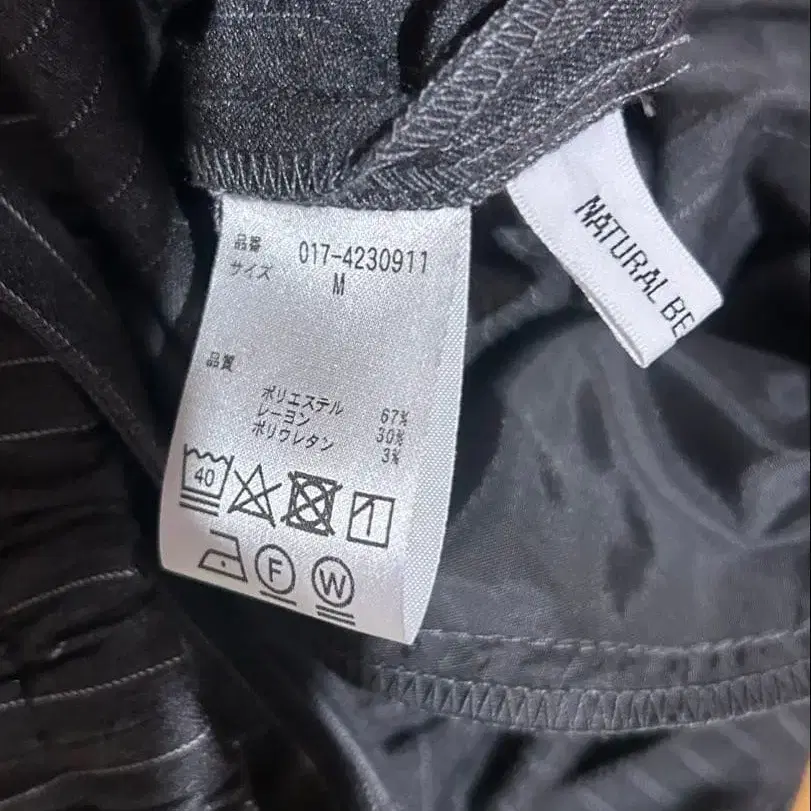 品番 017-4230911
サイズ M
品質
ポリエステル 67%
レーヨン 30%
ポリウレタン 3%
40
F W
NATURAL BE